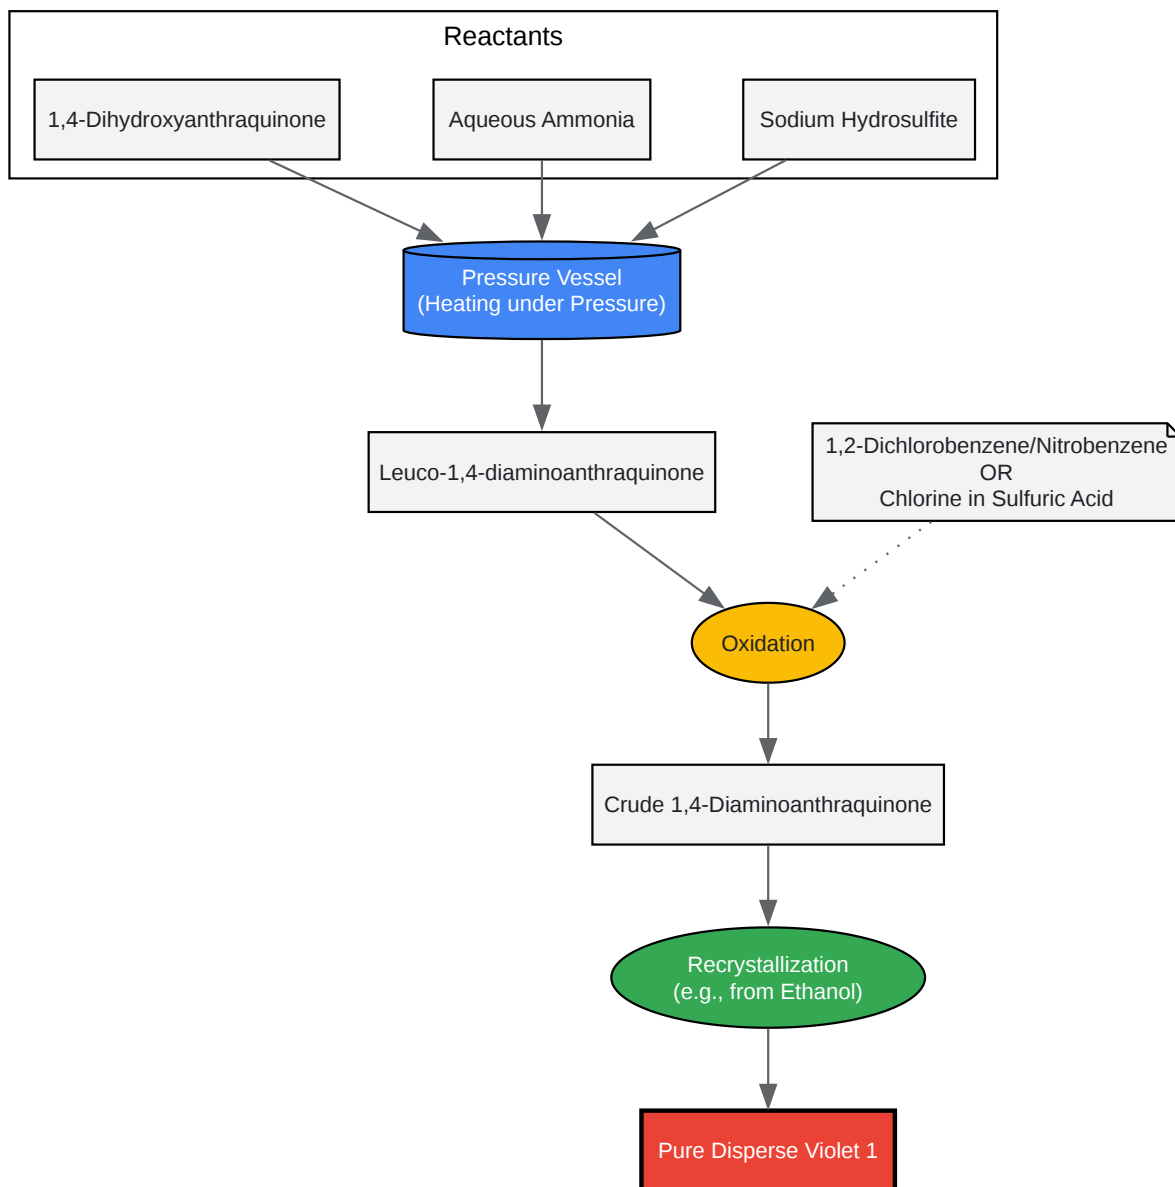 Reactants
1,4-Dihydroxyanthraquinone
Aqueous Ammonia
Sodium Hydrosulfite
Pressure Vessel
(Heating under Pressure)
Leuco-1,4-diaminoanthraquinone
1,2-Dichlorobenzene/Nitrobenzene
OR
Chlorine in Sulfuric Acid
Oxidation
Crude 1,4-Diaminoanthraquinone
Recrystallization
(e.g., from Ethanol)
Pure Disperse Violet 1